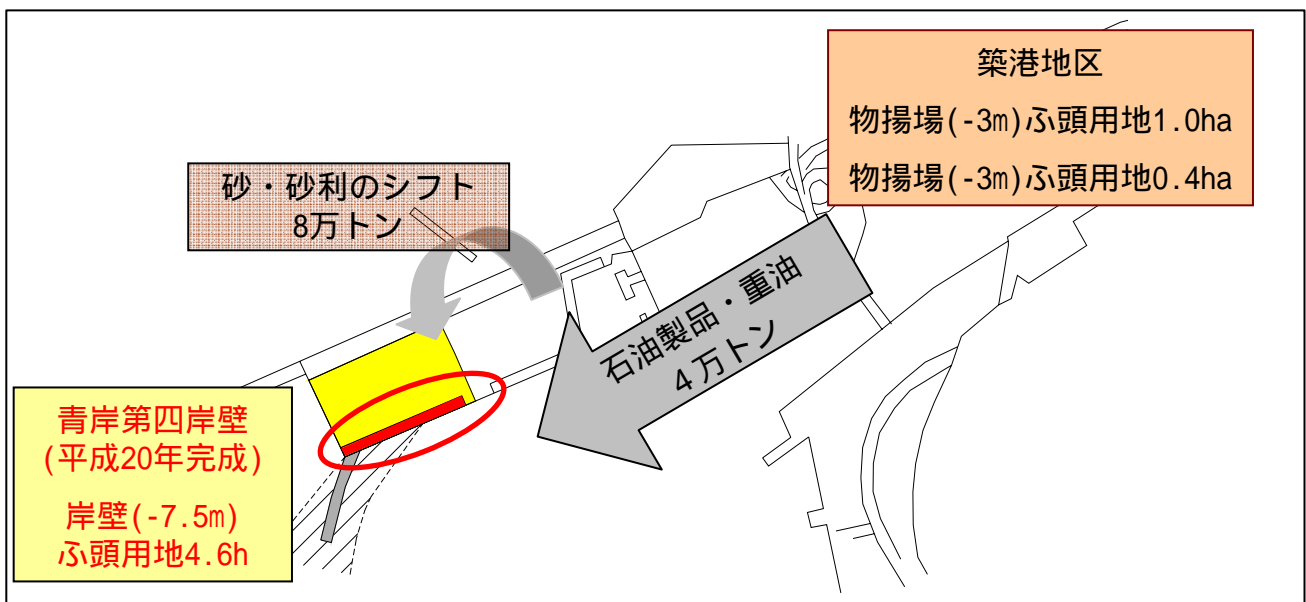 築港地区
物揚場(-3m)ふ頭用地1.0ha
物揚場(-3m)ふ頭用地0.4ha
砂・砂利のシフト
8万トン
石油製品・重油
4万トン
青岸第四岸壁
(平成20年完成)
岸壁(-7.5m)
ふ頭用地4.6h